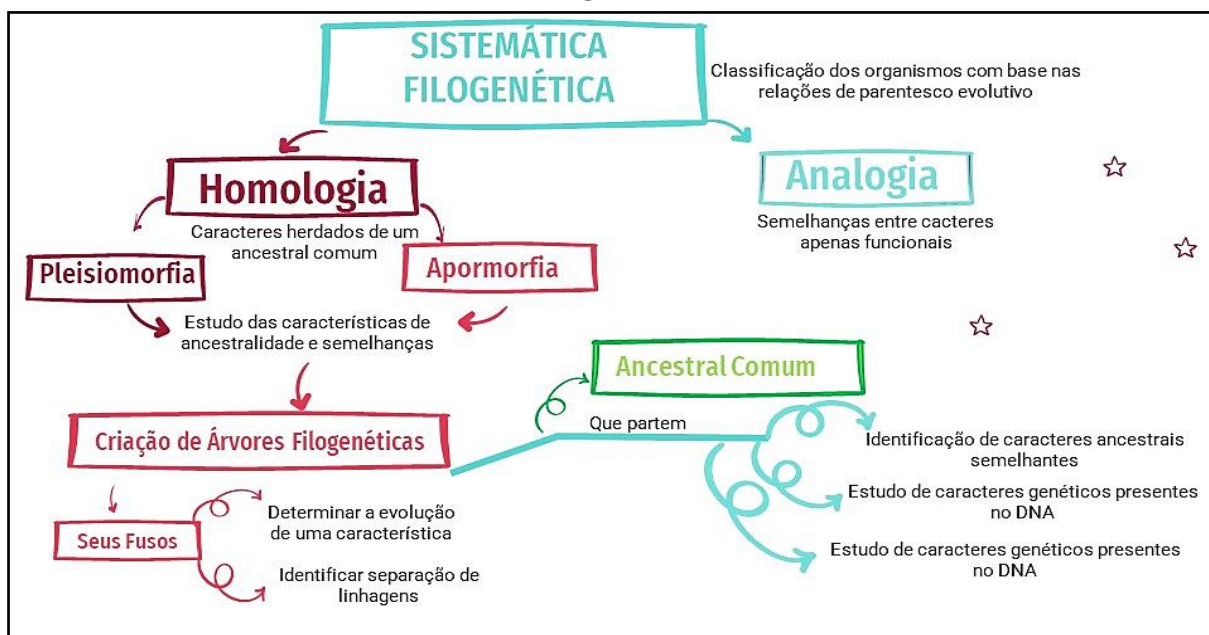 SISTEMÁTICA
FILOGENÉTICA
Classificação dos organismos com base nas
relações de parentesco evolutivo
Homologia
Caracteres herdados de um
ancestral comum
Analogia
Semelhanças entre cacteres
apenas funcionais
Pleisiomorfia
Apormorfia
Estudo das características de
ancestralidade e semelhanças
Ancestral Comum
Criação de Árvores Filogenéticas
Que partem
Identificação de caracteres ancestrais
semelhantes
Estudo de caracteres genéticos presentes
no DNA
Estudo de caracteres genéticos presentes
no DNA
Seus Fusos
Determinar a evolução
de uma característica
Identificar separação de
linhagens